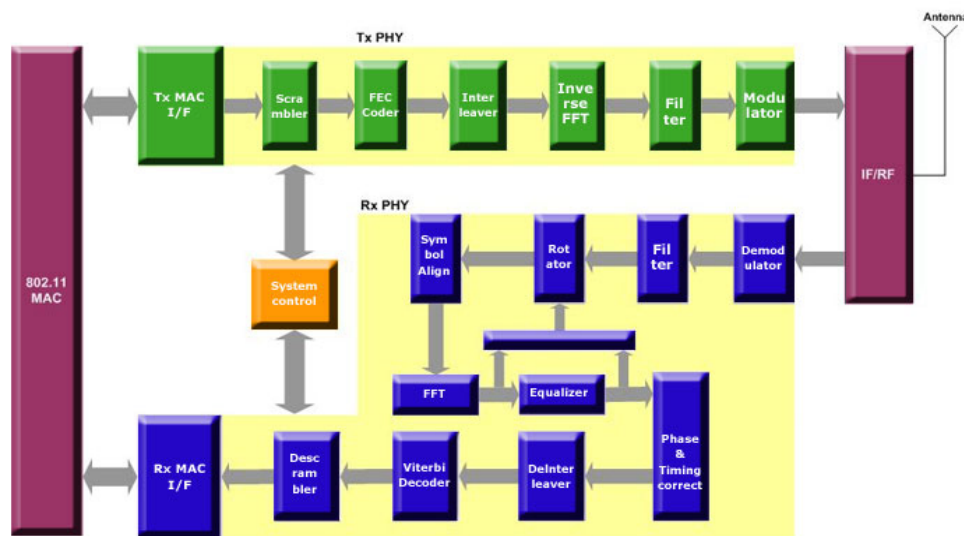 Antenna
Tx PHY
Tx MAC
I/F
Scra
mbler
FEC
Coder
Inter
leaver
Inve
rse
FFT
Fil
ter
Modu
lator
IF/RF
802.11
MAC
System
control
Rx PHY
Sym
bol
Align
Rot
ator
Fil
ter
Demod
ulator
FFT
Equalizer
Phase
&
Timing
correct
Rx MAC
I/F
Desc
ram
bler
Viterbi
Decoder
DeInter
leaver